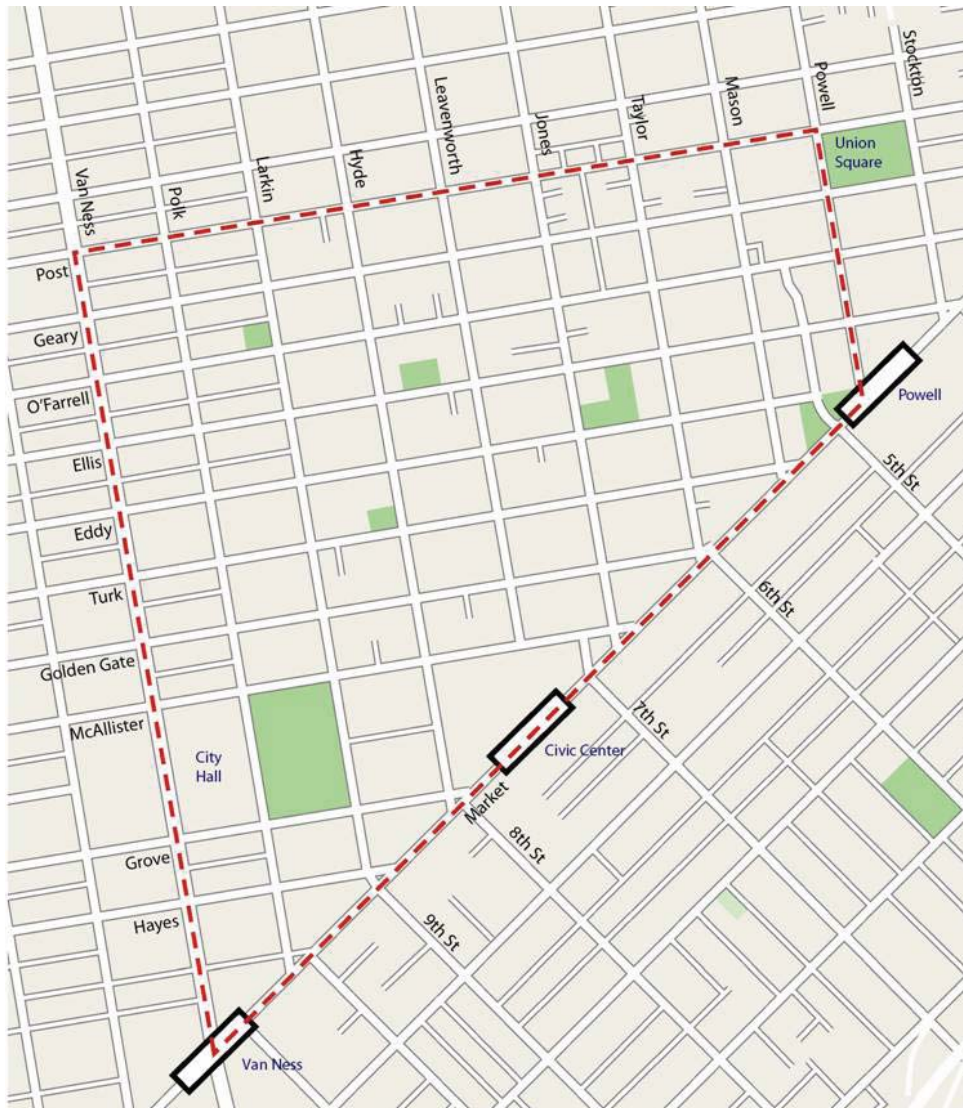 Stockton
Powell
Mason
Taylor
Jones
Leavenworth
Hyde
Larkin
Polk
Van Ness
Union
Square
Post
Geary
O'Farrell
Ellis
Eddy
Turk
Golden Gate
McAllister
Grove
Hayes
City
Hall
Powell
5th St
6th St
7th St
Civic Center
Market
8th St
9th St
Van Ness